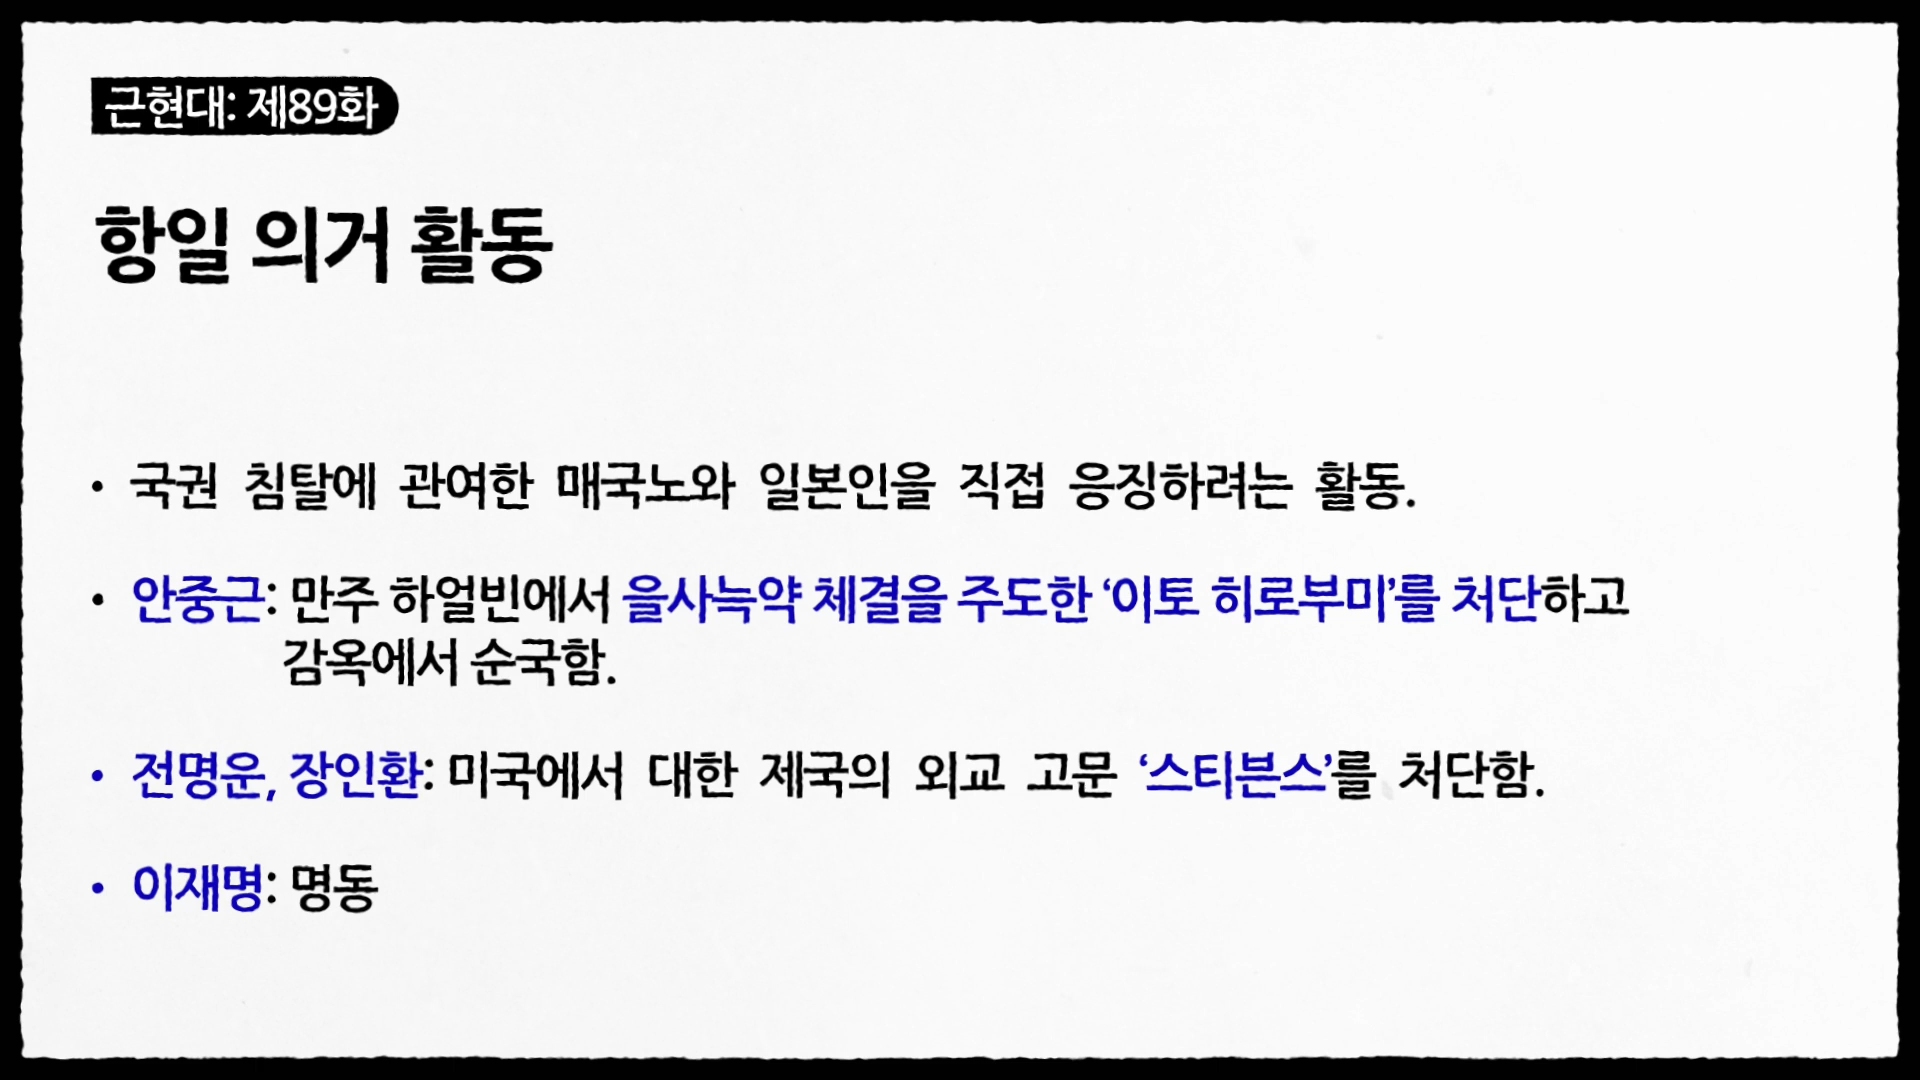 근현대: 제89화
항일 의거 활동
• 국권 침탈에 관여한 매국노와 일본인을 직접 응징하려는 활동.
• 안중근: 만주 하얼빈에서 을사늑약 체결을 주도한 ‘이토 히로부미’를 처단하고
감옥에서 순국함.
• 전명운, 장인환: 미국에서 대한 제국의 외교 고문 ‘스티븐스’를 처단함.
• 이재명: 명동